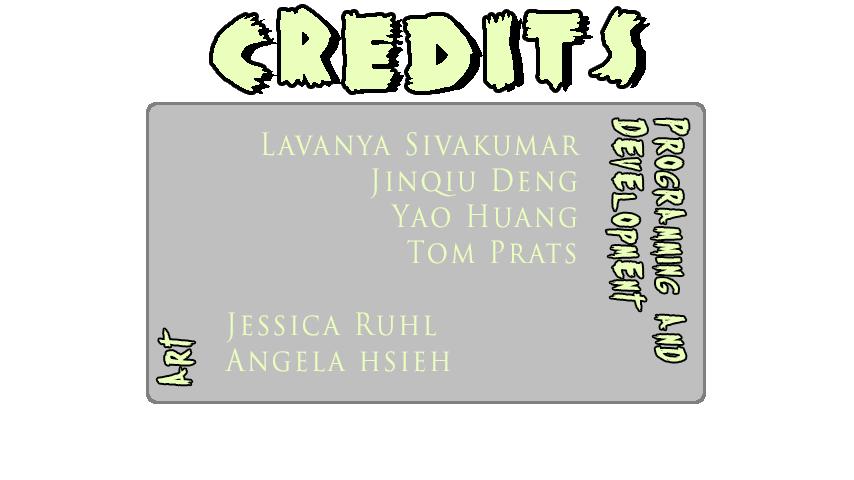 CREDITS
PROGRAMMING AND
DEVELOPMENT
LAVANYA SIVAKUMAR
JINQIU DENG
YAO HUANG
TOM PRATS
ART
JESSICA RUHL
ANGELA HSIEH